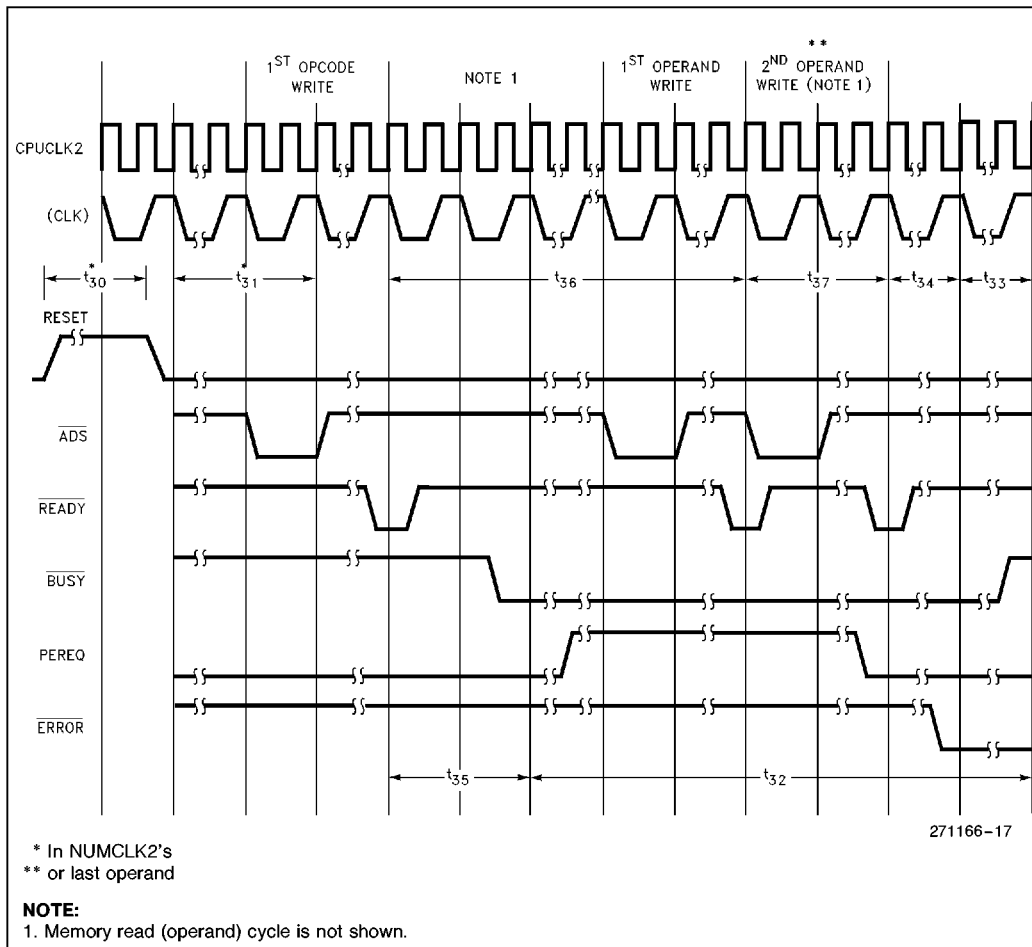 **
1ST OPCODE
WRITE
NOTE 1
1ST OPERAND
WRITE
2ND OPERAND
WRITE (NOTE 1)
CPUCLK2
(CLK)
t30*
t31*
t36
t37
t34
t33
RESET
ADS
READY
BUSY
PEREQ
ERROR
t35
t32
271166-17
* In NUMCLK2's
** or last operand
NOTE:
1. Memory read (operand) cycle is not shown.